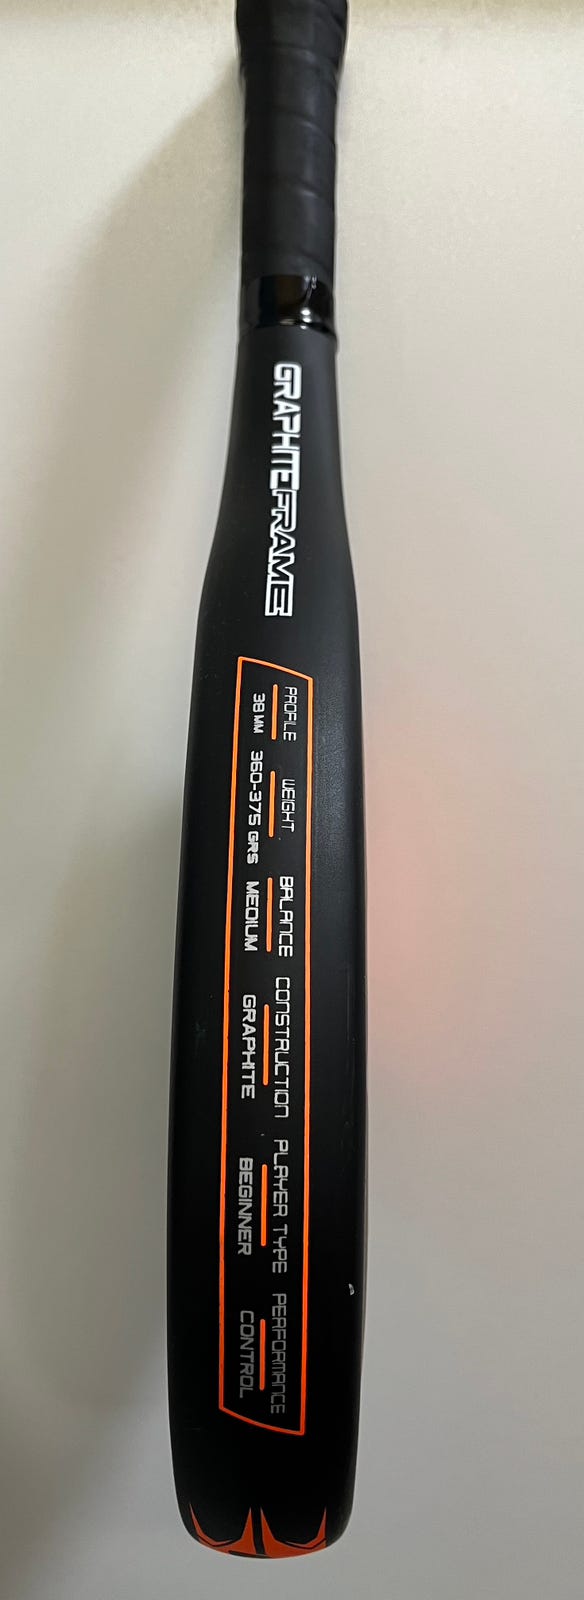 GRAPHITEFRAME
PROFILE
38 MM
WEIGHT
360-375 GRS
BALANCE
MEDIUM
CONSTRUCTION
GRAPHITE
PLAYER TYPE
BEGINNER
PERFORMANCE
CONTROL